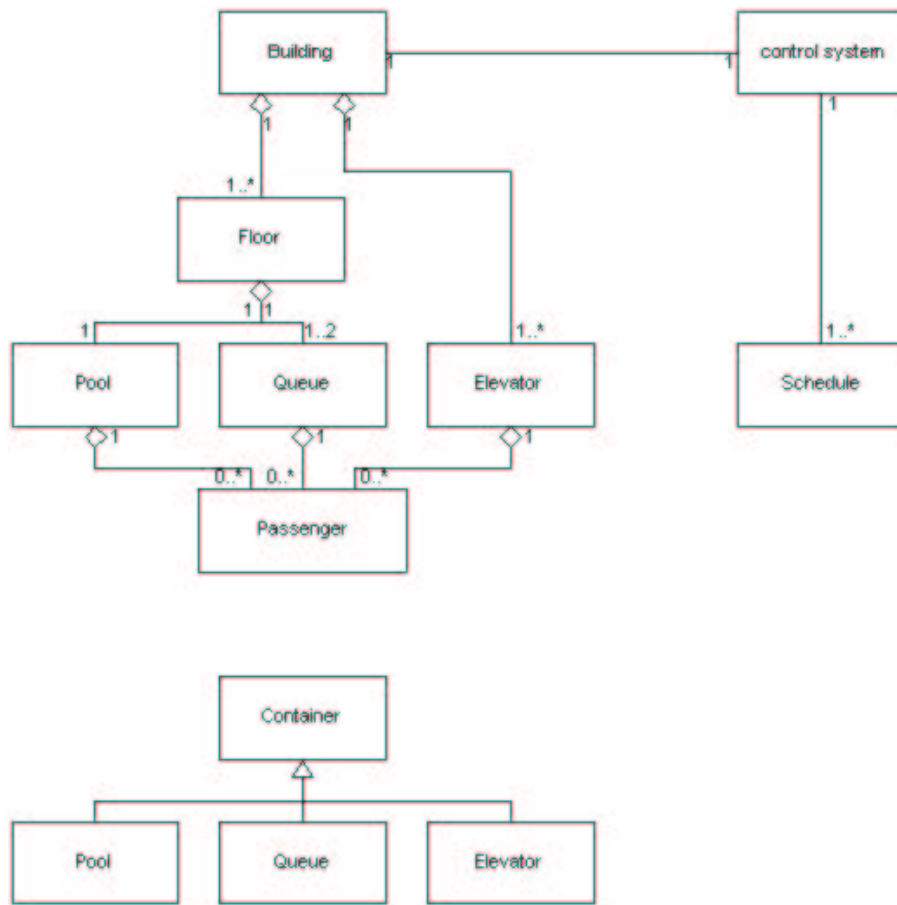 Building
control system
1
1
1
1
1
1..*
Floor
1
1
1
1..2
1..*
1..*
Pool
Queue
Elevator
Schedule
1
1
1
0..*
0..*
0..*
Passenger
Container
Pool
Queue
Elevator